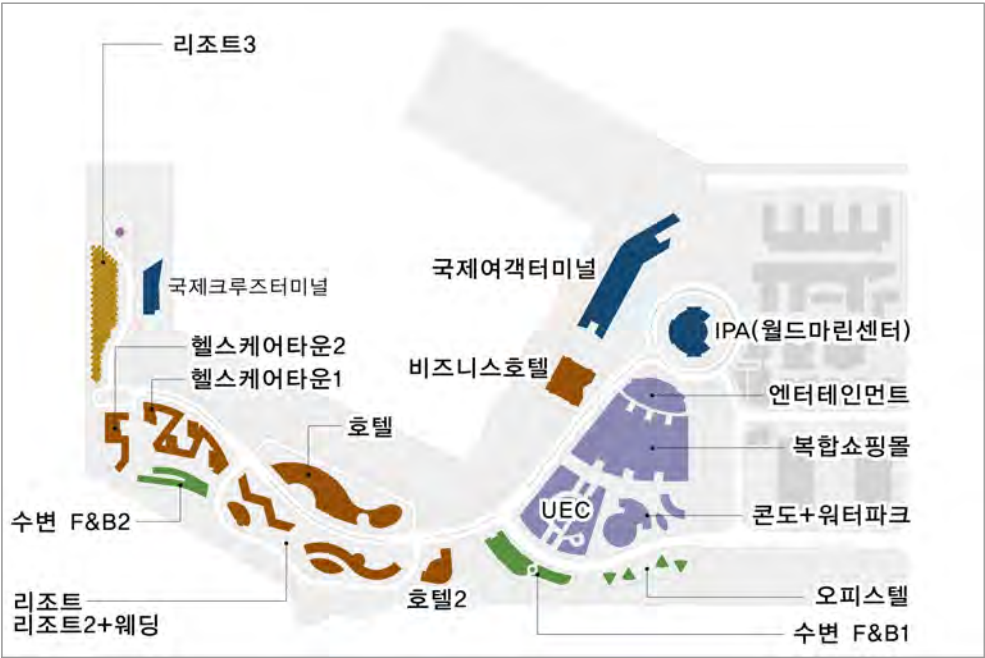 리조트3
국제여객터미널
국제크루즈터미널
IPA(월드마린센터)
헬스케어타운2
비즈니스호텔
헬스케어타운1
엔터테인먼트
호텔
복합쇼핑몰
UEC
콘도+워터파크
수변 F&B2
오피스텔
호텔2
리조트
리조트2+웨딩
수변 F&B1